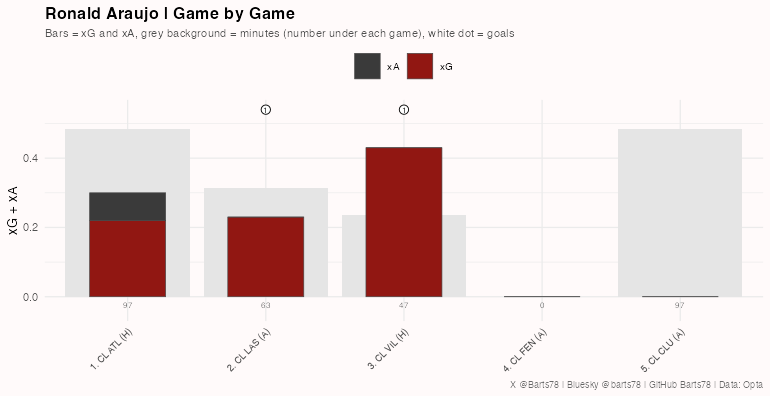 Ronald Araujo | Game by Game
Bars = xG and xA, grey background = minutes (number under each game), white dot = goals
xA xG
1 1
xG + xA
0.4
0.2
0.0
97 63 47 0 97
1. CL ATL (H)
2. CL LAS (A)
3. CL VIL (H)
4. CL FEN (A)
5. CL CLU (A)
X @Barts78 | Bluesky @barts78 | GitHub Barts78 | Data: Opta